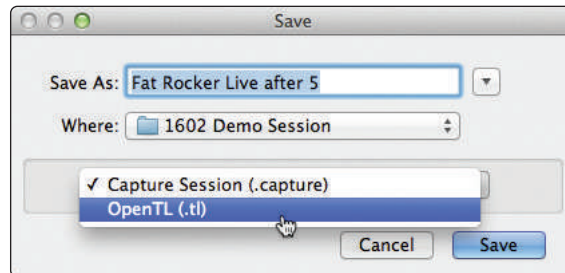 Save
Save As: Fat Rocker Live after 5
Where: 1602 Demo Session
✓ Capture Session (.capture)
OpenTL (.tl)
Cancel Save